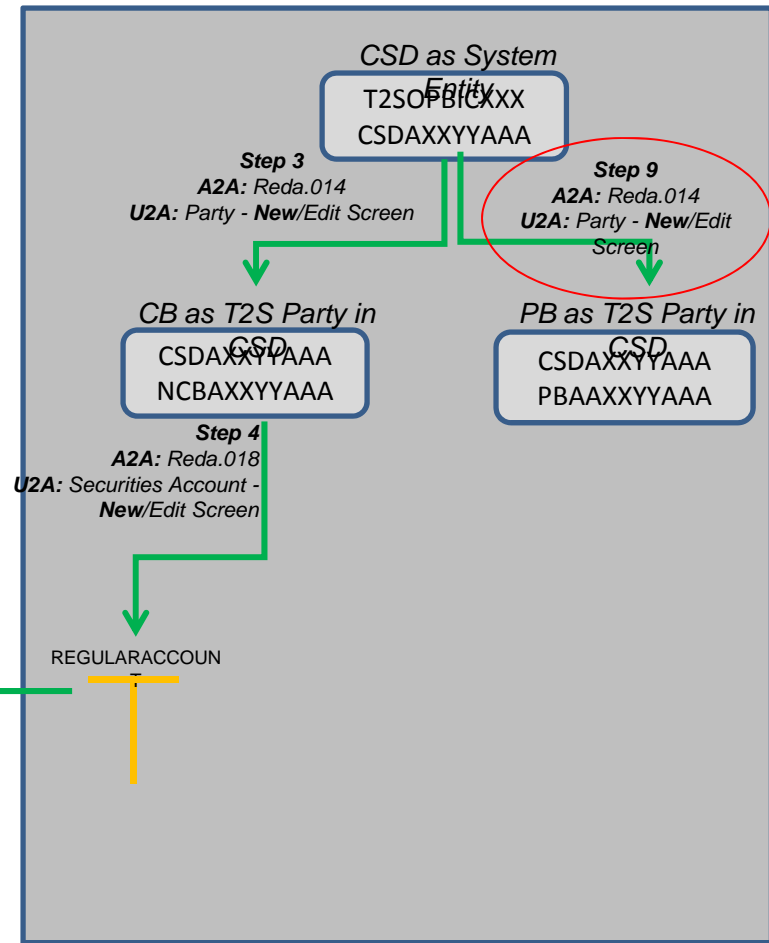 CSD as System
Entity
T2SOPBICXXX
CSDAXXYYAAA
Step 3
A2A: Reda.014
U2A: Party - New/Edit Screen
Step 9
A2A: Reda.014
U2A: Party - New/Edit
Screen
CB as T2S Party in
CSD
CSDAXXYYAAA
NCBAXXYYAAA
PB as T2S Party in
CSD
CSDAXXYYAAA
PBAAXXYYAAA
Step 4
A2A: Reda.018
U2A: Securities Account -
New/Edit Screen
REGULARACCOUN
T